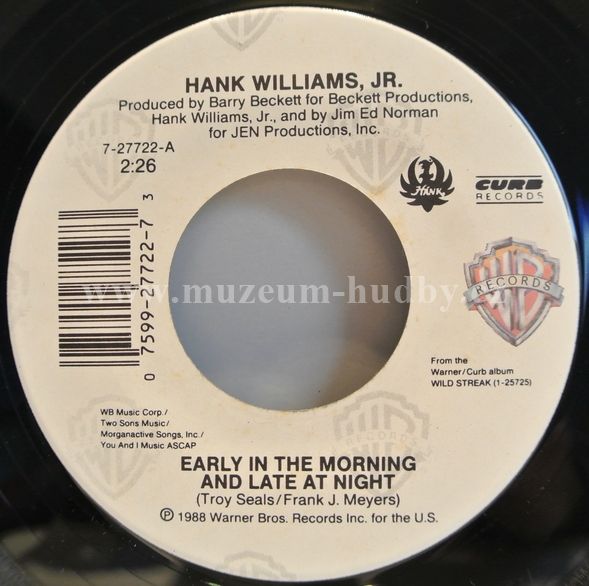 HANK WILLIAMS, JR.
Produced by Barry Beckett for Beckett Productions,
Hank Williams, Jr., and by Jim Ed Norman
for JEN Productions, Inc.
7-27722-A
2:26
HANK
CURB
RECORDS
0 7599-27722-7 3
www.muzeum-hudby.cz
WB
RECORDS
From the
Warner/Curb album
WILD STREAK (1-25725)
WB Music Corp./
Two Sons Music/
Morganactive Songs, Inc./
You And I Music ASCAP
RECORDS
EARLY IN THE MORNING
AND LATE AT NIGHT
(Troy Seals/Frank J. Meyers)
℗ 1988 Warner Bros. Records Inc. for the U.S.